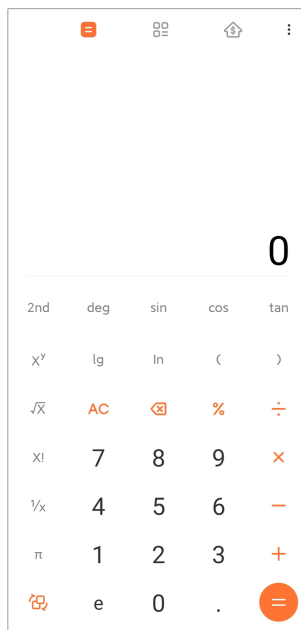 0
2nd deg sin cos tan
Xʸ lg ln ( )
√X AC % ÷
X! 7 8 9 ×
¹/x 4 5 6 −
π 1 2 3 +
e 0 . =